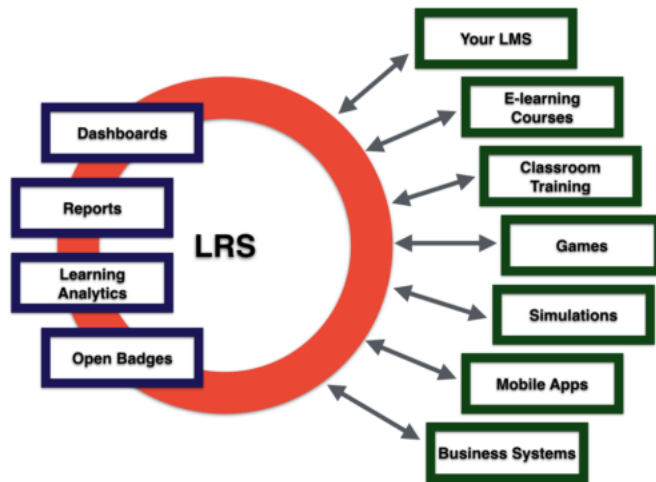 Your LMS
E-learning
Courses
Dashboards
Classroom
Training
Reports
LRS
Games
Learning
Analytics
Simulations
Open Badges
Mobile Apps
Business Systems